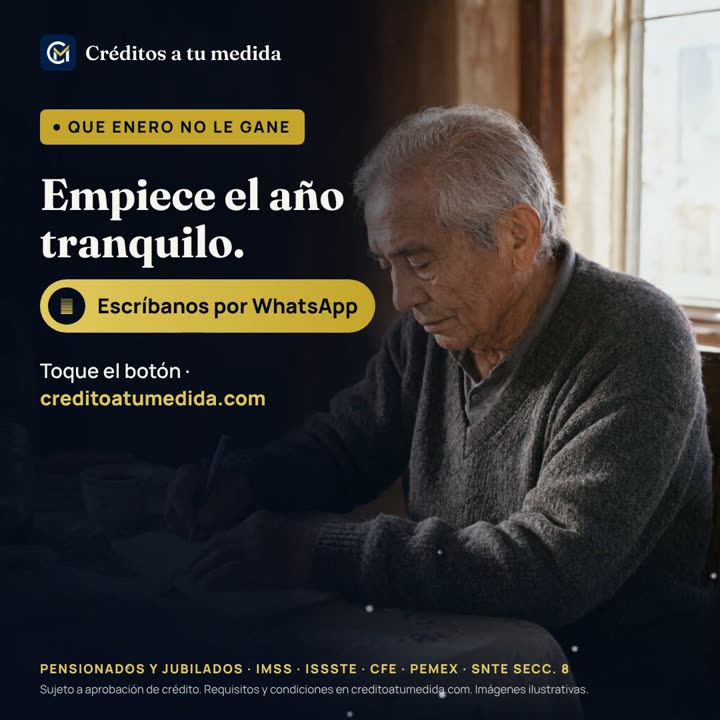 CM
Créditos a tu medida
• QUE ENERO NO LE GANE
Empiece el año
tranquilo.
Escríbanos por WhatsApp
Toque el botón ·
creditoatumedida.com
PENSIONADOS Y JUBILADOS · IMSS · ISSSTE · CFE · PEMEX · SNTE SECC. 8
Sujeto a aprobación de crédito. Requisitos y condiciones en creditoatumedida.com. Imágenes ilustrativas.